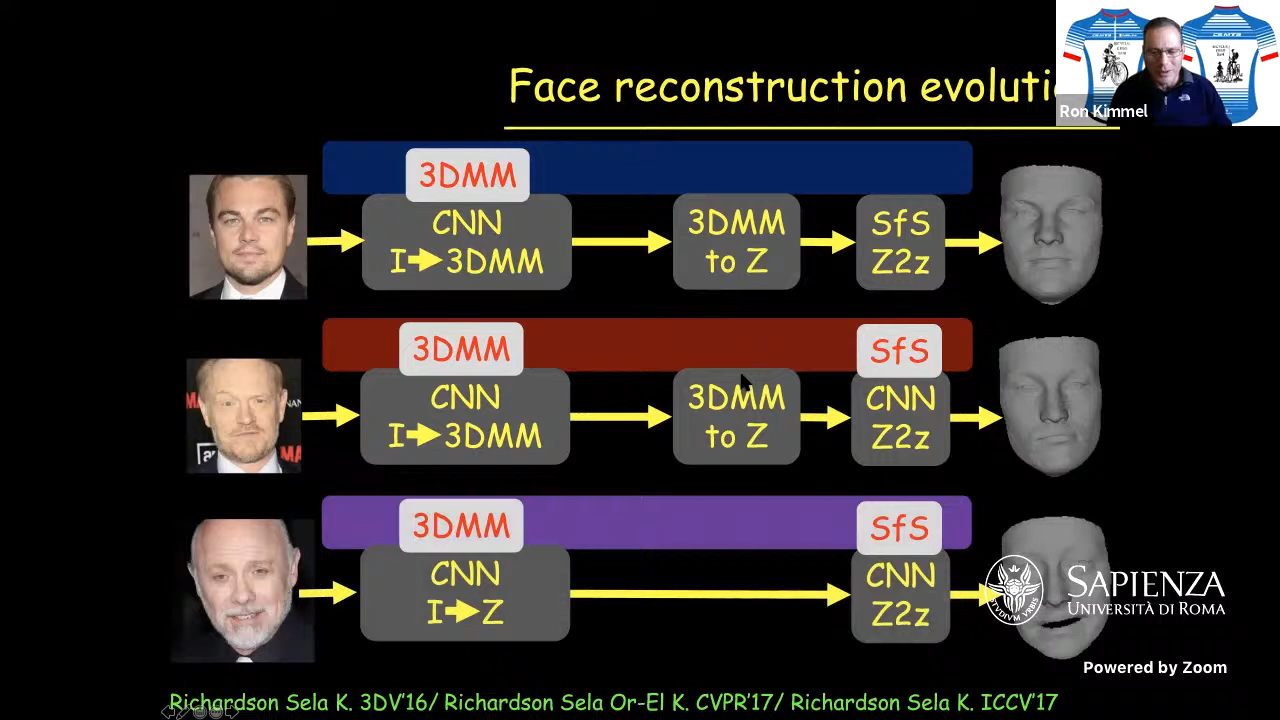 Face reconstruction evoluti
Ron Kimmel
3DMM
CNN
I➔3DMM
3DMM
to Z
SfS
Z2z
3DMM
SfS
CNN
I➔3DMM
3DMM
to Z
CNN
Z2z
3DMM
SfS
CNN
I➔Z
CNN
Z2z
SAPIENZA
UNIVERSITÀ DI ROMA
Powered by Zoom
Richardson Sela K. 3DV'16/ Richardson Sela Or-El K. CVPR'17/ Richardson Sela K. ICCV'17